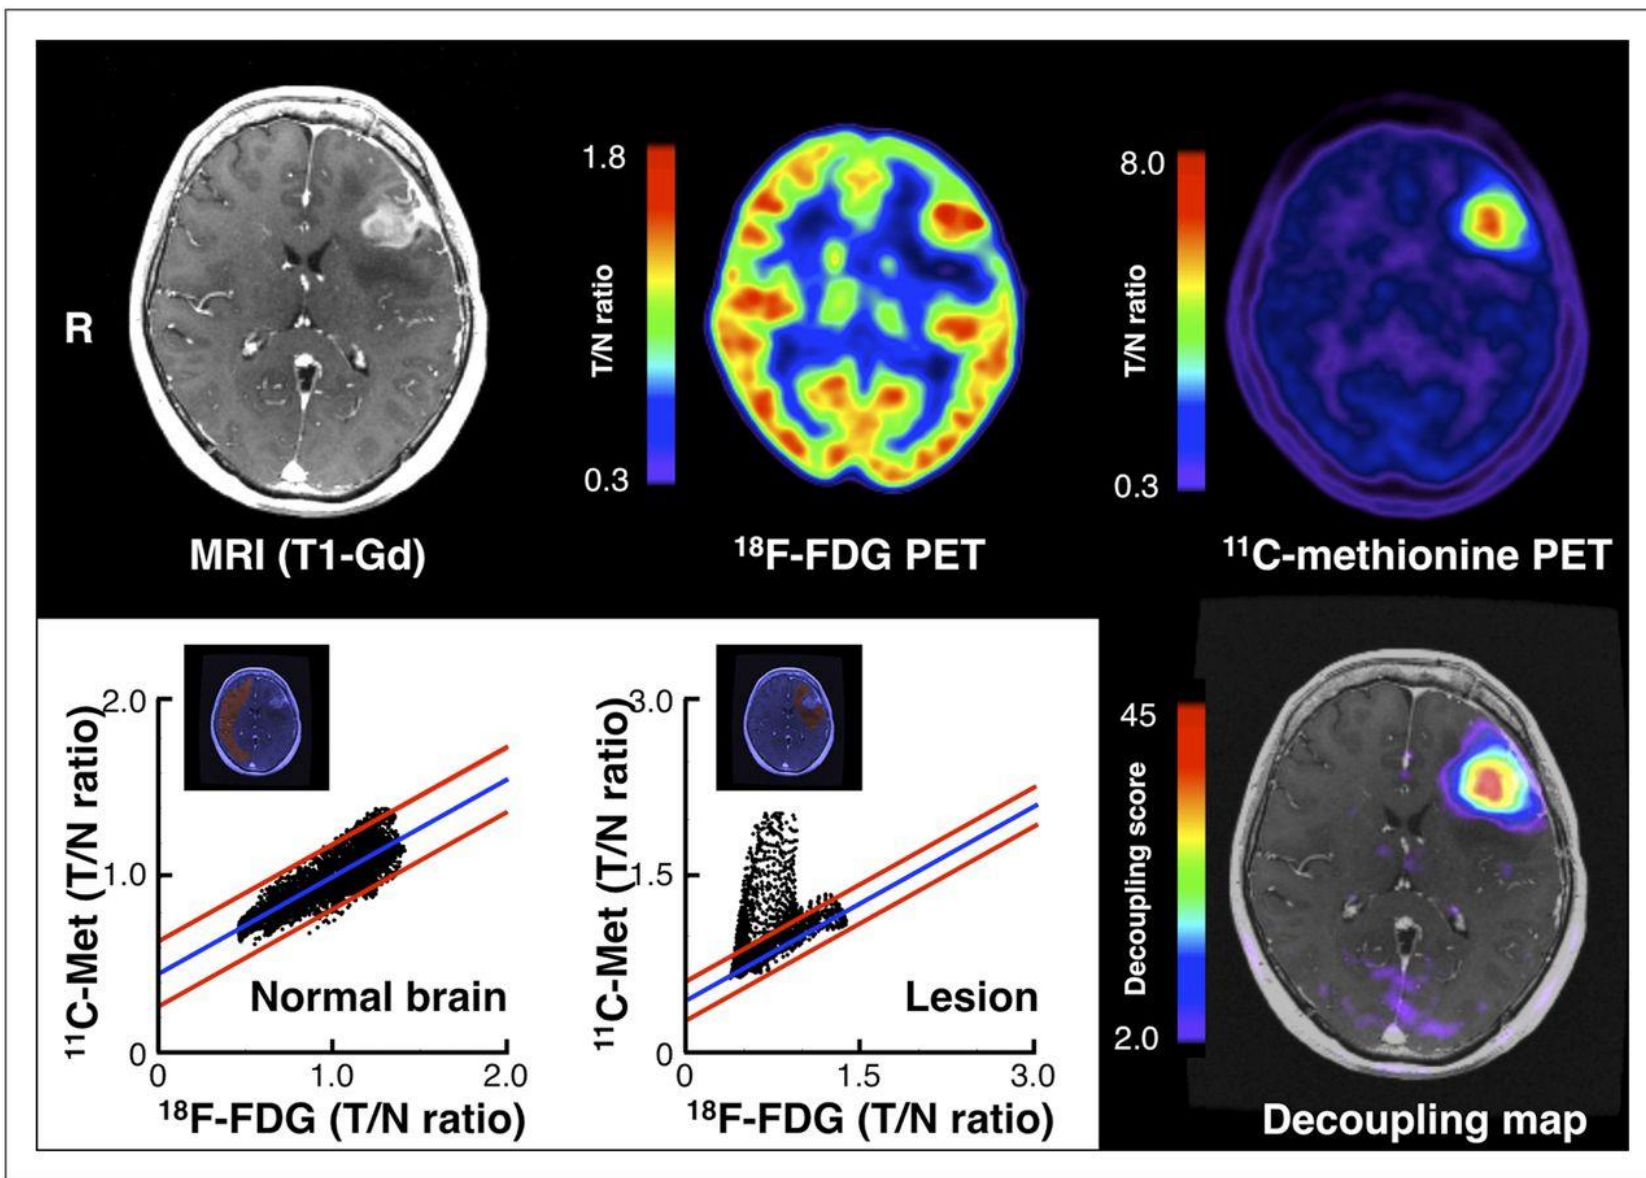 R
1.8
T/N ratio
0.3
8.0
T/N ratio
0.3
MRI (T1-Gd)
¹⁸F-FDG PET
¹¹C-methionine PET
2.0
1.0
0
¹¹C-Met (T/N ratio)
Normal brain
0
1.0
2.0
¹⁸F-FDG (T/N ratio)
3.0
1.5
0
¹¹C-Met (T/N ratio)
Lesion
0
1.5
3.0
¹⁸F-FDG (T/N ratio)
45
Decoupling score
2.0
Decoupling map